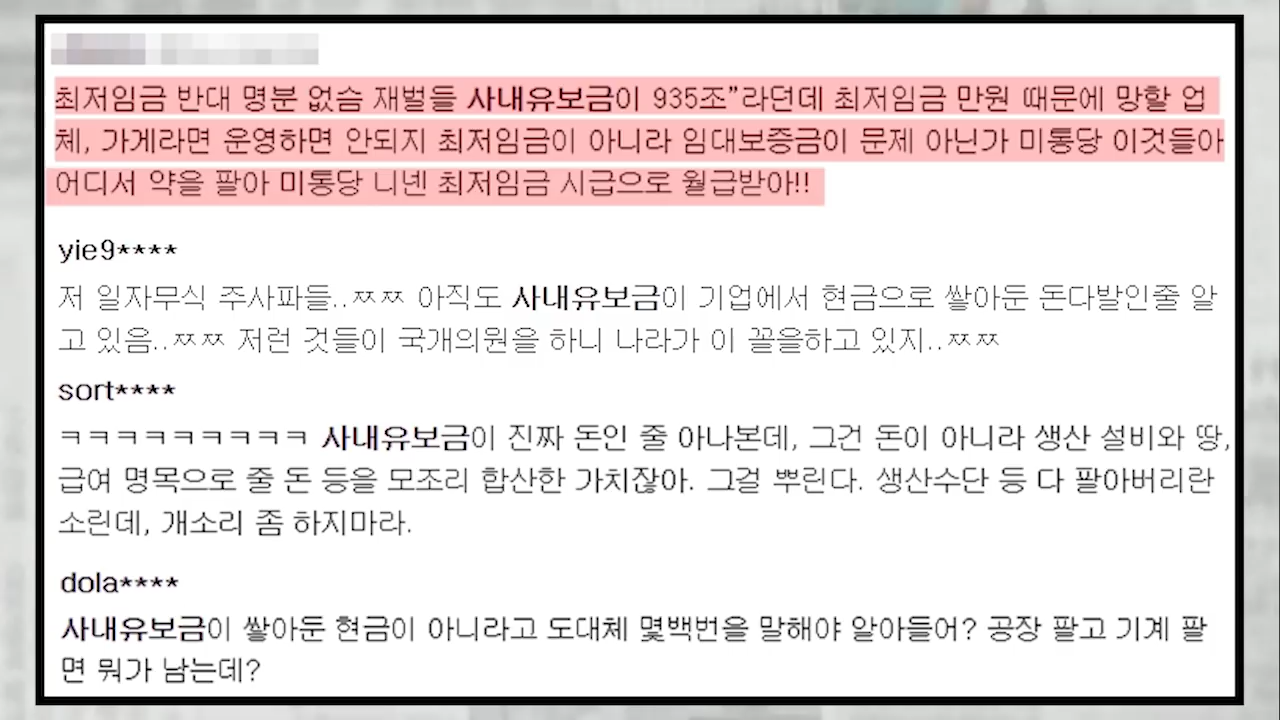 최저임금 반대 명분 없슴 재벌들 사내유보금이 935조”라던데 최저임금 만원 때문에 망할 업
체, 가게라면 운영하면 안되지 최저임금이 아니라 임대보증금이 문제 아닌가 미통당 이것들아
어디서 약을 팔아 미통당 니넨 최저임금 시급으로 월급받아!!
yie9****
저 일자무식 주사파들..ㅉㅉ 아직도 사내유보금이 기업에서 현금으로 쌓아둔 돈다발인줄 알
고 있음..ㅉㅉ 저런 것들이 국개의원을 하니 나라가 이 꼴을하고 있지..ㅉㅉ
sort****
ㅋㅋㅋㅋㅋㅋㅋㅋㅋ 사내유보금이 진짜 돈인 줄 아나본데, 그건 돈이 아니라 생산 설비와 땅,
급여 명목으로 줄 돈 등을 모조리 합산한 가치잖아. 그걸 뿌린다. 생산수단 등 다 팔아버리란
소린데, 개소리 좀 하지마라.
dola****
사내유보금이 쌓아둔 현금이 아니라고 도대체 몇백번을 말해야 알아들어? 공장 팔고 기계 팔
면 뭐가 남는데?